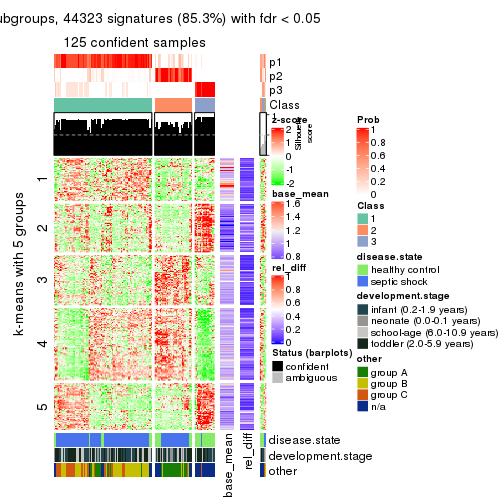 ubgroups, 44323 signatures (85.3%) with fdr < 0.05
125 confident samples
p1
p2
p3
Class
Silhouette
score
1
k-means with 5 groups
1
2
3
4
5
z-score
2
1
0
-1
-2
base_mean
1.6
1.4
1.2
1
0.8
rel_diff
1
0.8
0.6
0.4
0.2
0
Status (barplots)
confident
ambiguous
Prob
1
0.8
0.6
0.4
0.2
0
Class
1
2
3
disease.state
healthy control
septic shock
development.stage
infant (0.2-1.9 years)
neonate (0.0-0.1 years)
school-age (6.0-10.9 years)
toddler (2.0-5.9 years)
other
group A
group B
group C
n/a
disease.state
development.stage
other
base_mean
rel_diff